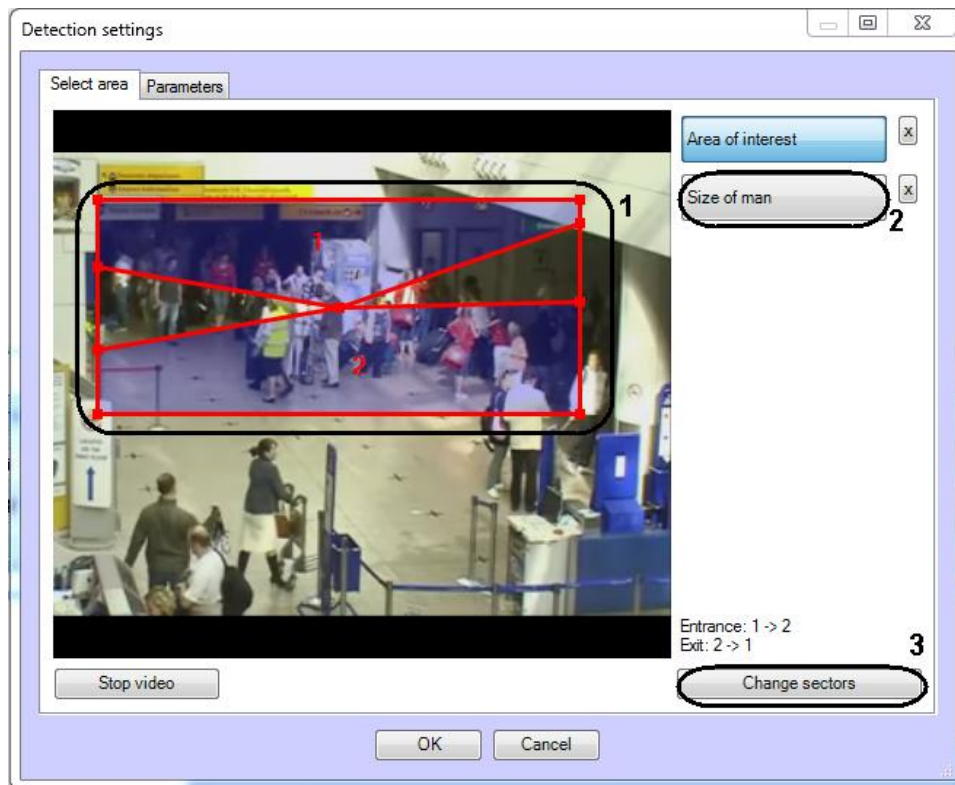 Detection settings
Select area
Parameters
Area of interest
x
1
Size of man
x
2
1
2
Entrance: 1 -> 2
Exit: 2 -> 1
3
Stop video
Change sectors
OK
Cancel